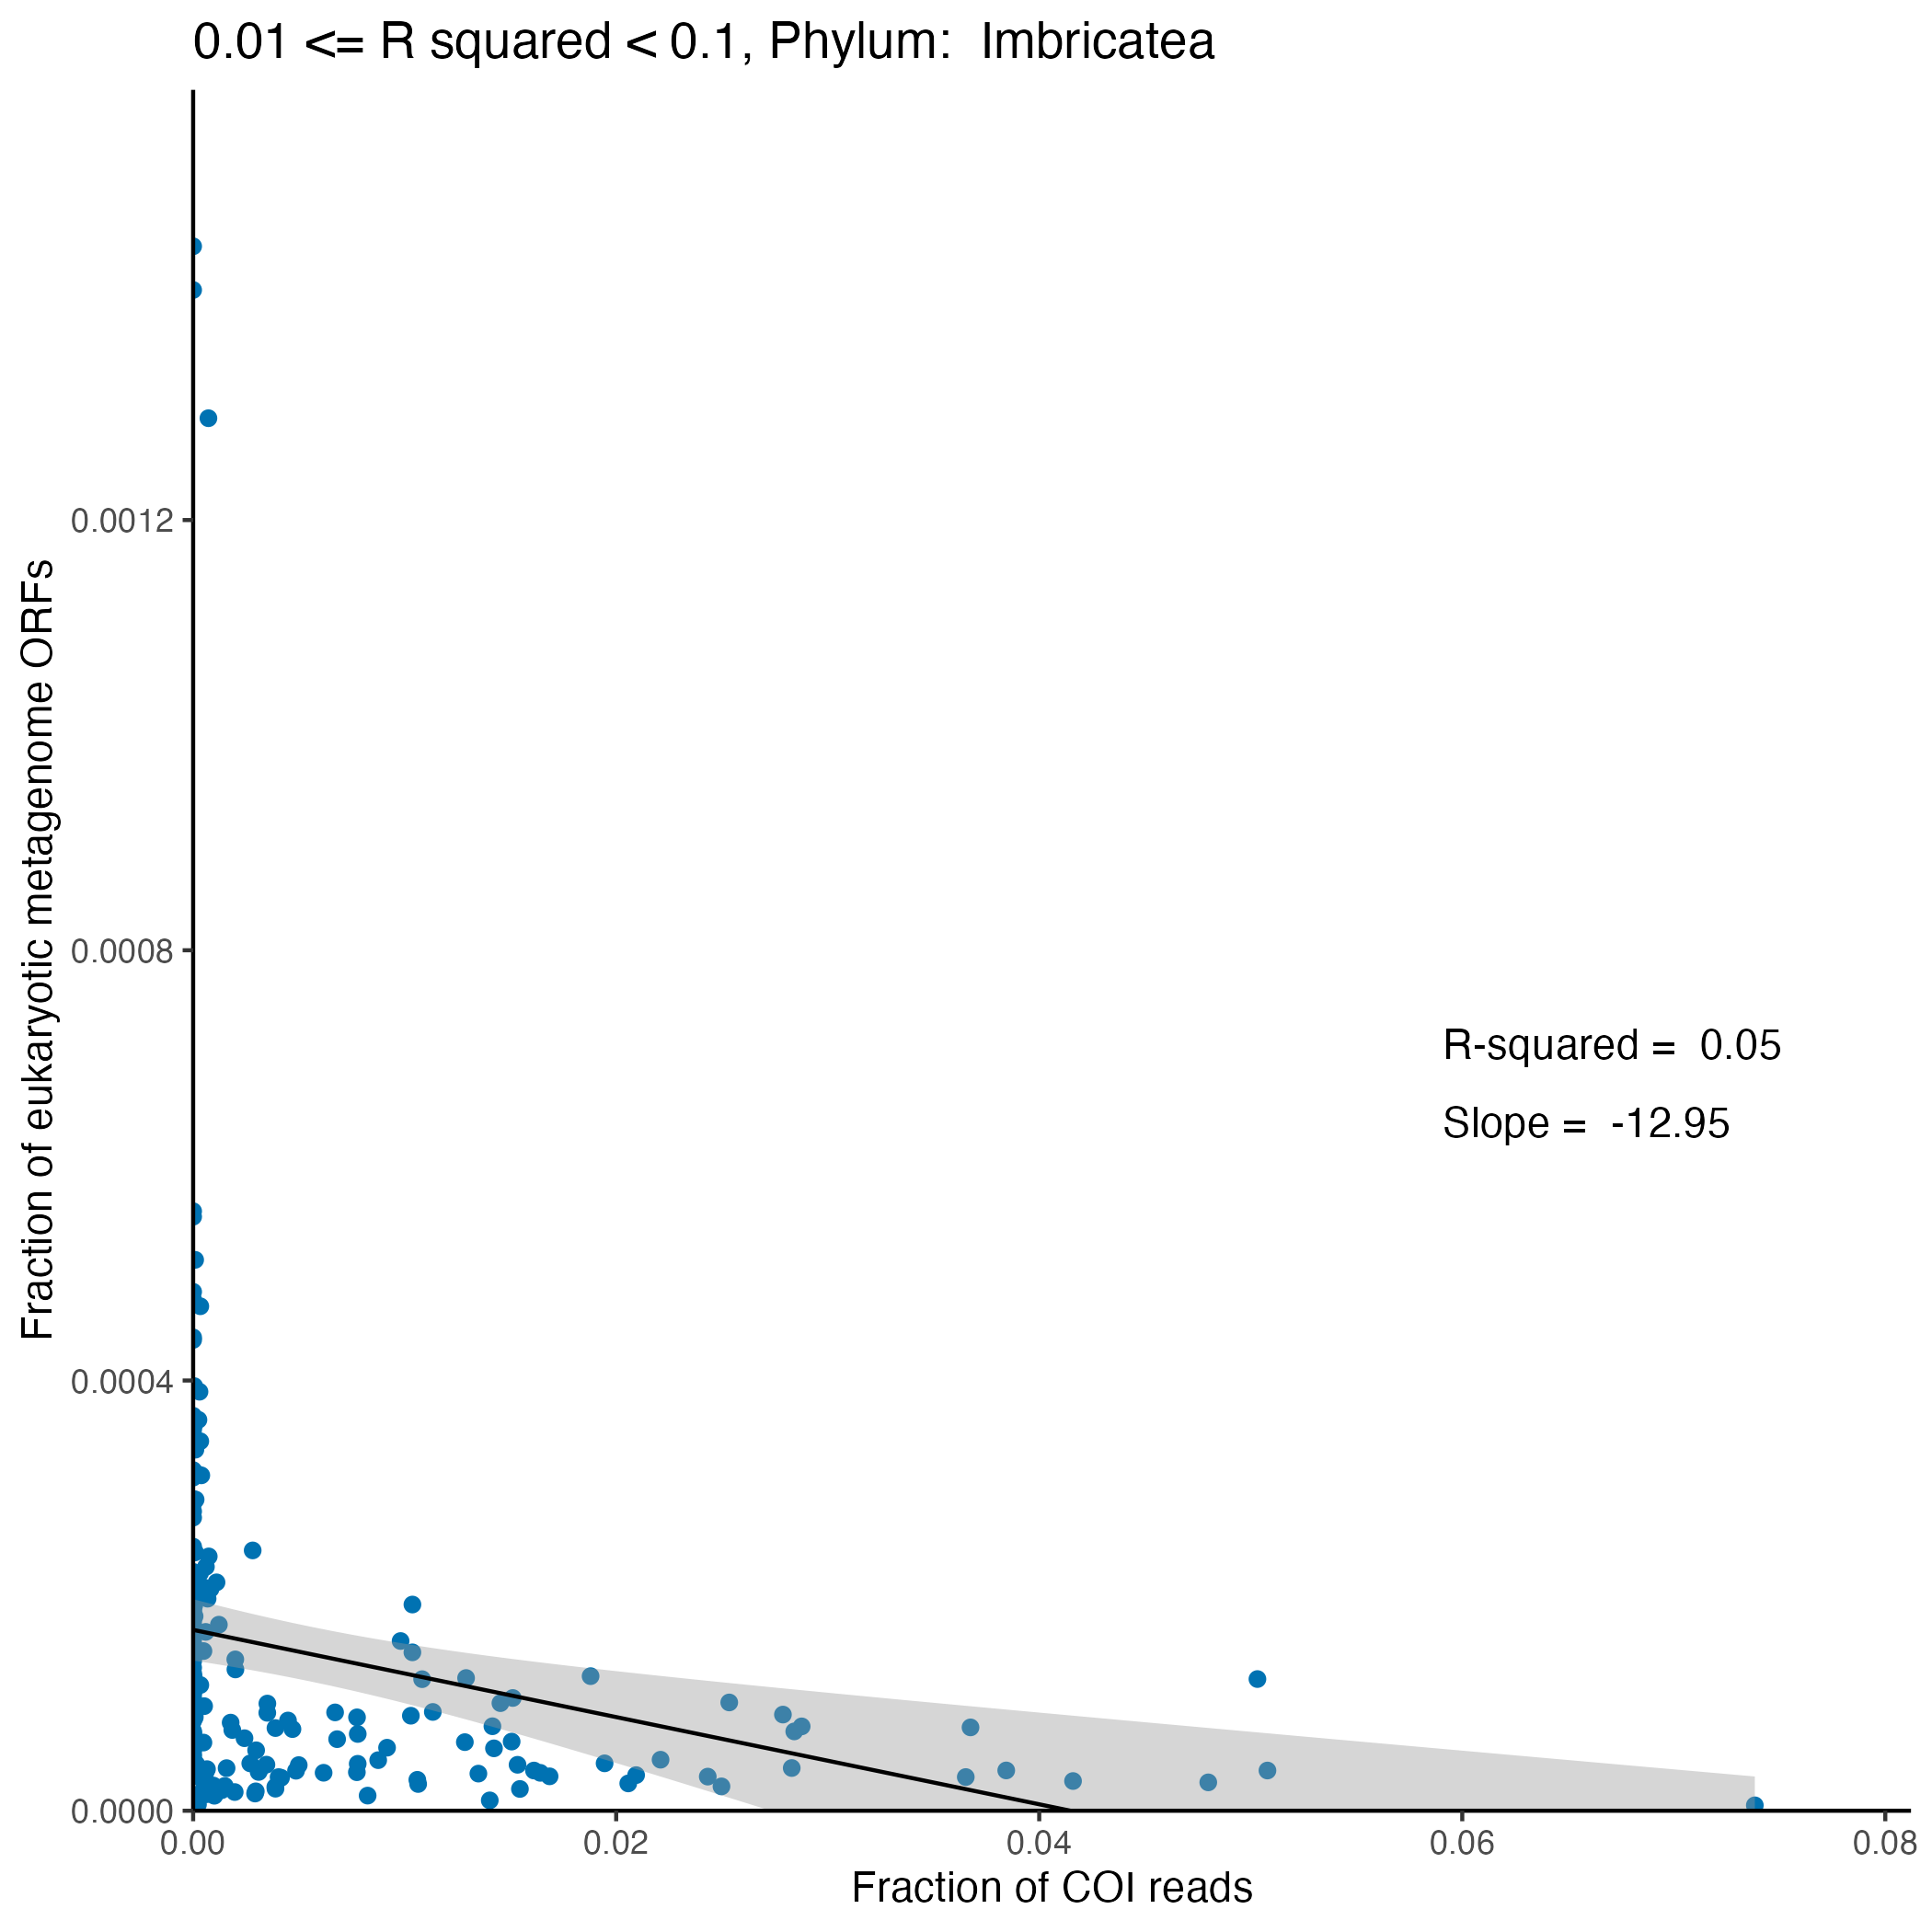 0.01 <= R squared < 0.1, Phylum:  Imbricatea
Fraction of eukaryotic metagenome ORFs
0.0012
0.0008
0.0004
0.0000
R-squared =  0.05
Slope =  -12.95
0.00 0.02 0.04 0.06 0.08
Fraction of COI reads